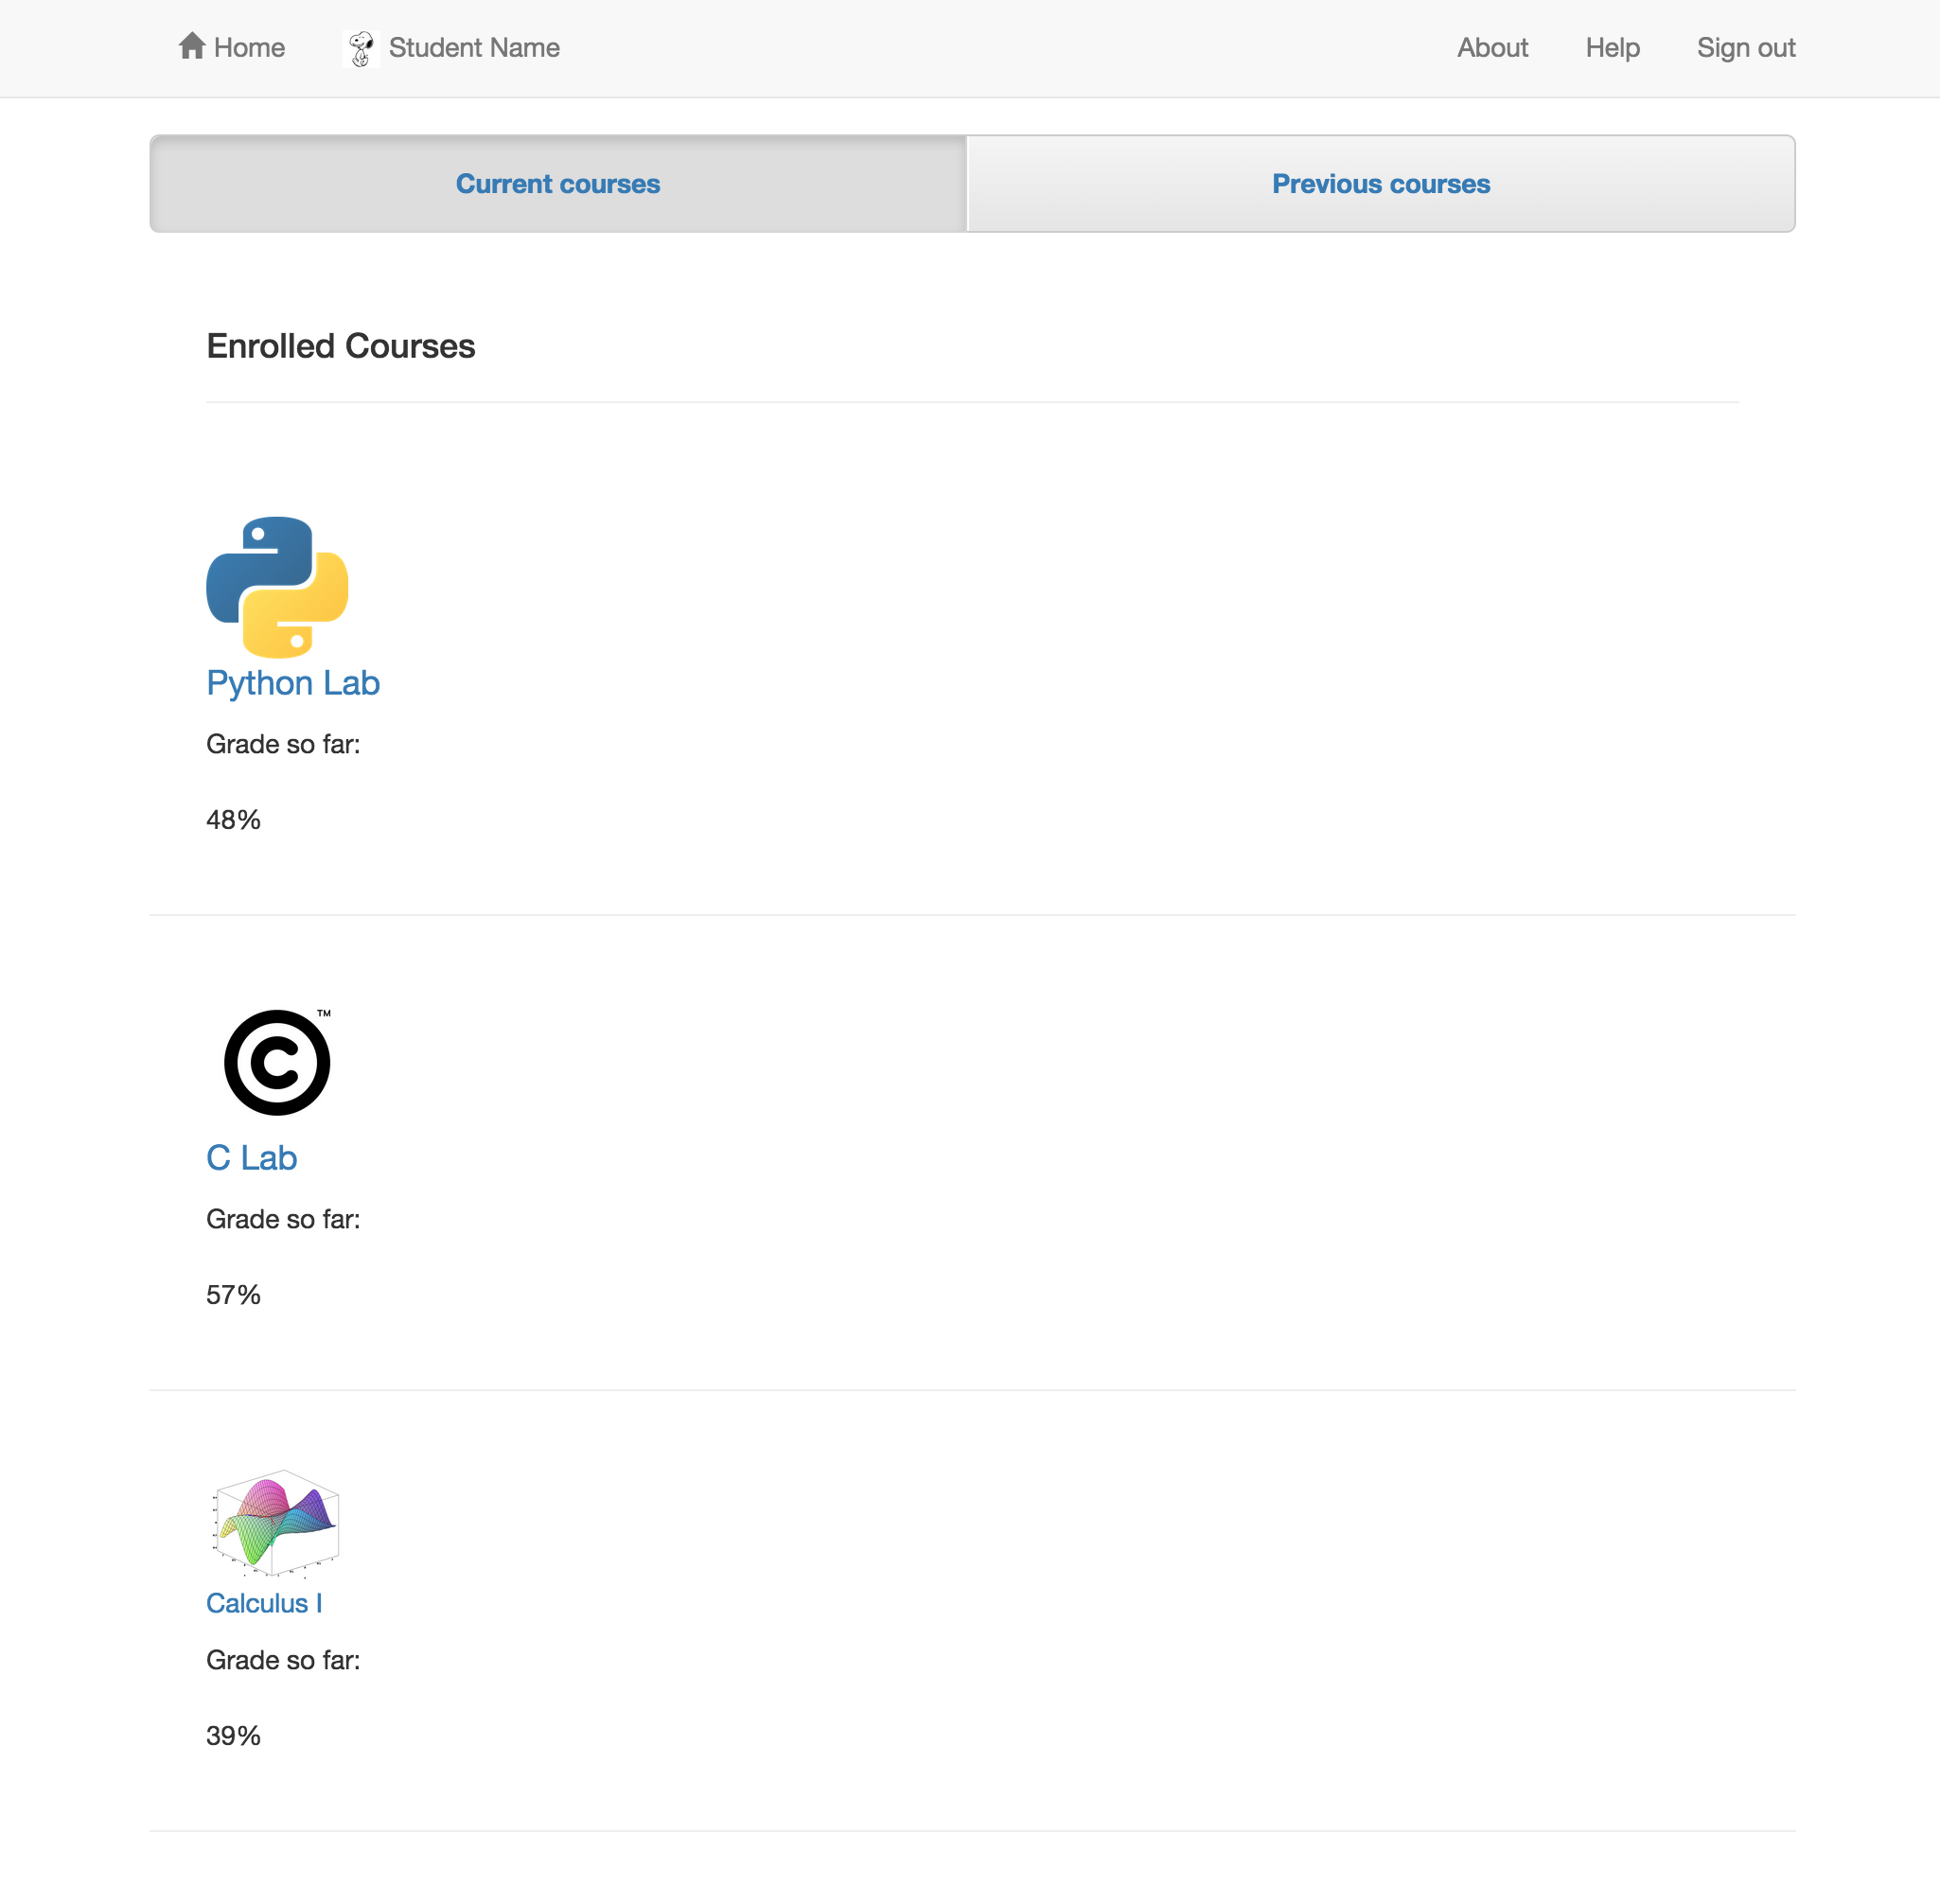 Home Student Name About Help Sign out
Current courses Previous courses
Enrolled Courses
Python Lab
Grade so far:
48%
TM
C Lab
Grade so far:
57%
Calculus I
Grade so far:
39%